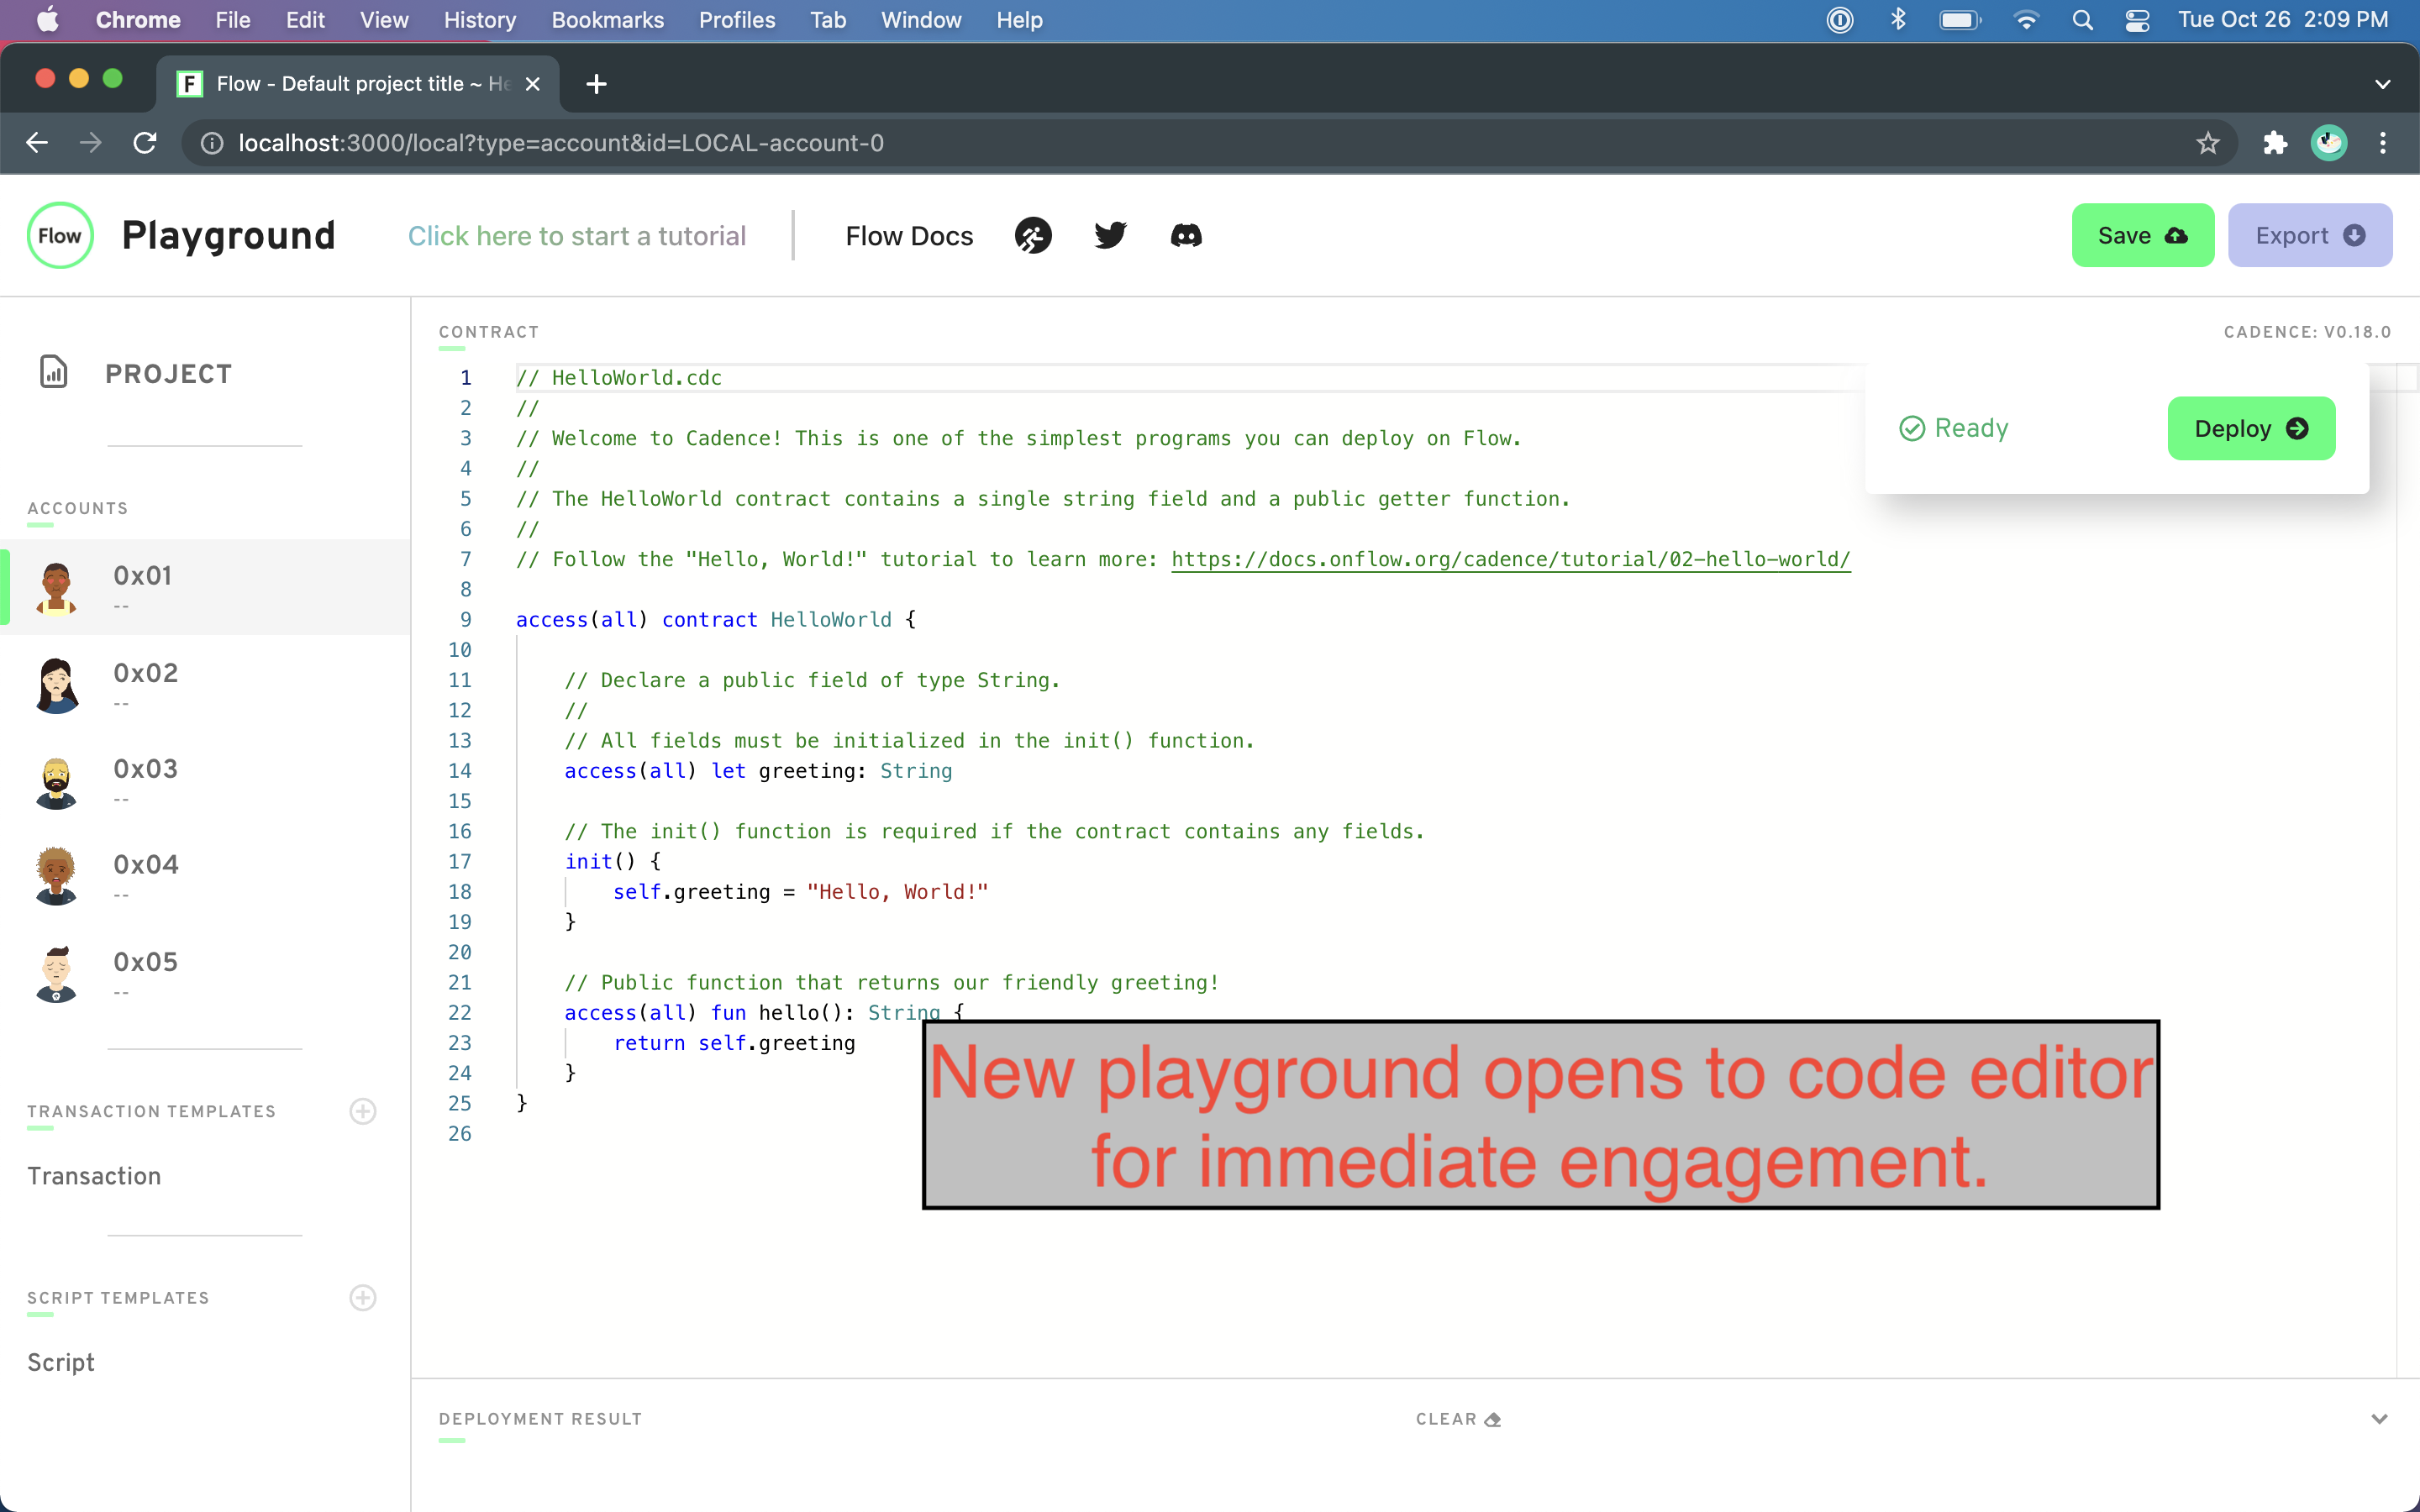 Chrome File Edit View History Bookmarks Profiles Tab Window Help Tue Oct 26 2:09 PM
F Flow - Default project title ~ He
localhost:3000/local?type=account&id=LOCAL-account-0
Flow Playground Click here to start a tutorial Flow Docs Save Export
PROJECT
ACCOUNTS
0x01
--
0x02
--
0x03
--
0x04
--
0x05
--
TRANSACTION TEMPLATES
Transaction
SCRIPT TEMPLATES
Script
CONTRACT CADENCE: V0.18.0
Ready Deploy
1 // HelloWorld.cdc
2 //
3 // Welcome to Cadence! This is one of the simplest programs you can deploy on Flow.
4 //
5 // The HelloWorld contract contains a single string field and a public getter function.
6 //
7 // Follow the "Hello, World!" tutorial to learn more: https://docs.onflow.org/cadence/tutorial/02-hello-world/
8
9 access(all) contract HelloWorld {
10
11 // Declare a public field of type String.
12 //
13 // All fields must be initialized in the init() function.
14 access(all) let greeting: String
15
16 // The init() function is required if the contract contains any fields.
17 init() {
18 self.greeting = "Hello, World!"
19 }
20
21 // Public function that returns our friendly greeting!
22 access(all) fun hello(): String {
23 return self.greeting
24 }
25 }
26
New playground opens to code editor
for immediate engagement.
DEPLOYMENT RESULT CLEAR